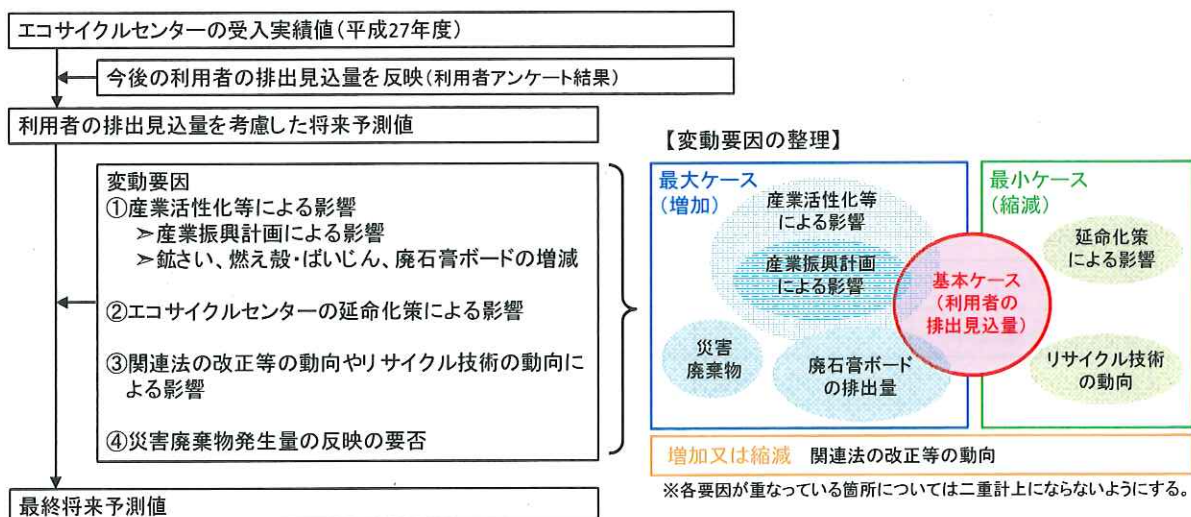 エコサイクルセンターの受入実績値(平成27年度)
今後の利用者の排出見込量を反映(利用者アンケート結果)
利用者の排出見込量を考慮した将来予測値
変動要因
①産業活性化等による影響
➢産業振興計画による影響
➢鉱さい、燃え殻・ばいじん、廃石膏ボードの増減
②エコサイクルセンターの延命化策による影響
③関連法の改正等の動向やリサイクル技術の動向に
よる影響
④災害廃棄物発生量の反映の要否
最終将来予測値
【変動要因の整理】
最大ケース
(増加)
産業活性化等
による影響
産業振興計画
による影響
災害
廃棄物
廃石膏ボード
の排出量
基本ケース
(利用者の
排出見込量)
最小ケース
(縮減)
延命化策
による影響
リサイクル技術
の動向
増加又は縮減 関連法の改正等の動向
※各要因が重なっている箇所については二重計上にならないようにする。